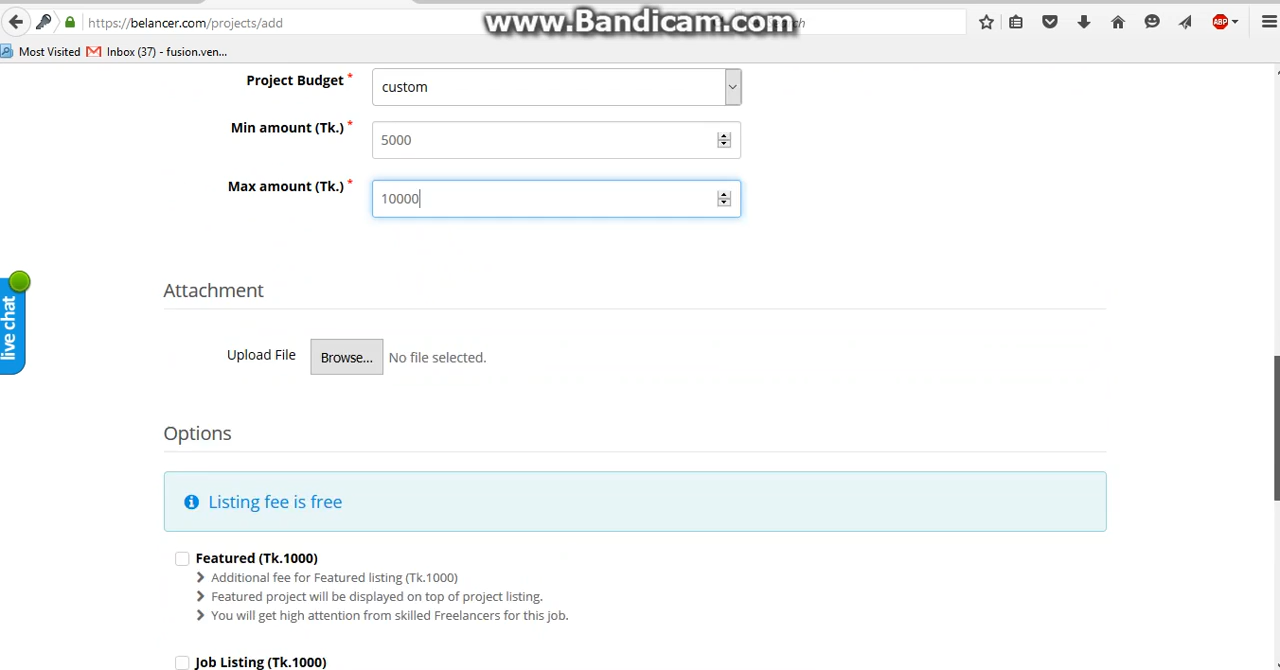 www.Bandicam.com
https://belancer.com/projects/add
ABP
Most Visited Inbox (37) - fusion.ven...
Project Budget *
custom
Min amount (Tk.) *
5000
Max amount (Tk.) *
10000
live chat
Attachment
Upload File Browse... No file selected.
Options
Listing fee is free
Featured (Tk.1000)
Additional fee for Featured listing (Tk.1000)
Featured project will be displayed on top of project listing.
You will get high attention from skilled Freelancers for this job.
Job Listing (Tk.1000)